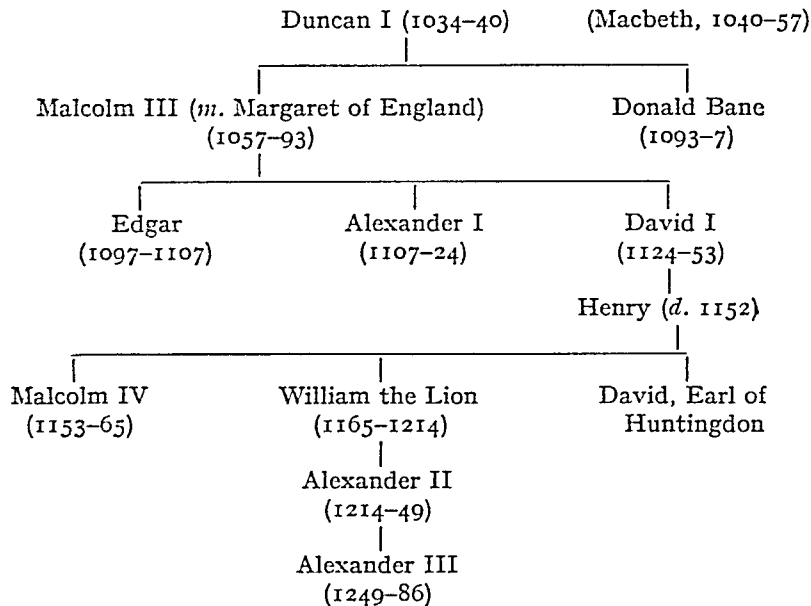 Duncan I (1034–40) (Macbeth, 1040–57)
Malcolm III (m. Margaret of England) Donald Bane
(1057–93) (1093–7)
Edgar Alexander I David I
(1097–1107) (1107–24) (1124–53)
Henry (d. 1152)
Malcolm IV William the Lion David, Earl of
(1153–65) (1165–1214) Huntingdon
Alexander II
(1214–49)
Alexander III
(1249–86)